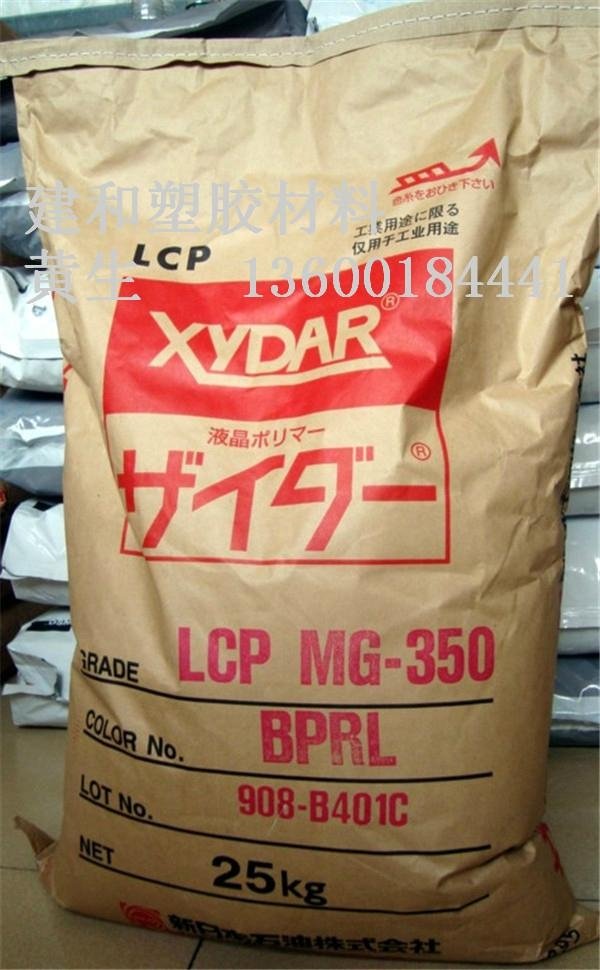 歯糸をおひき下さい
工業用途に限る
仅用于工业用途
建和塑胶材料
黄生 13600184441
LCP
XYDAR®
液晶ポリマー
ザイダー®
GRADE LCP MG-350
COLOR No. BPRL
LOT No. 908-B401C
NET 25kg
新日本石油株式会社